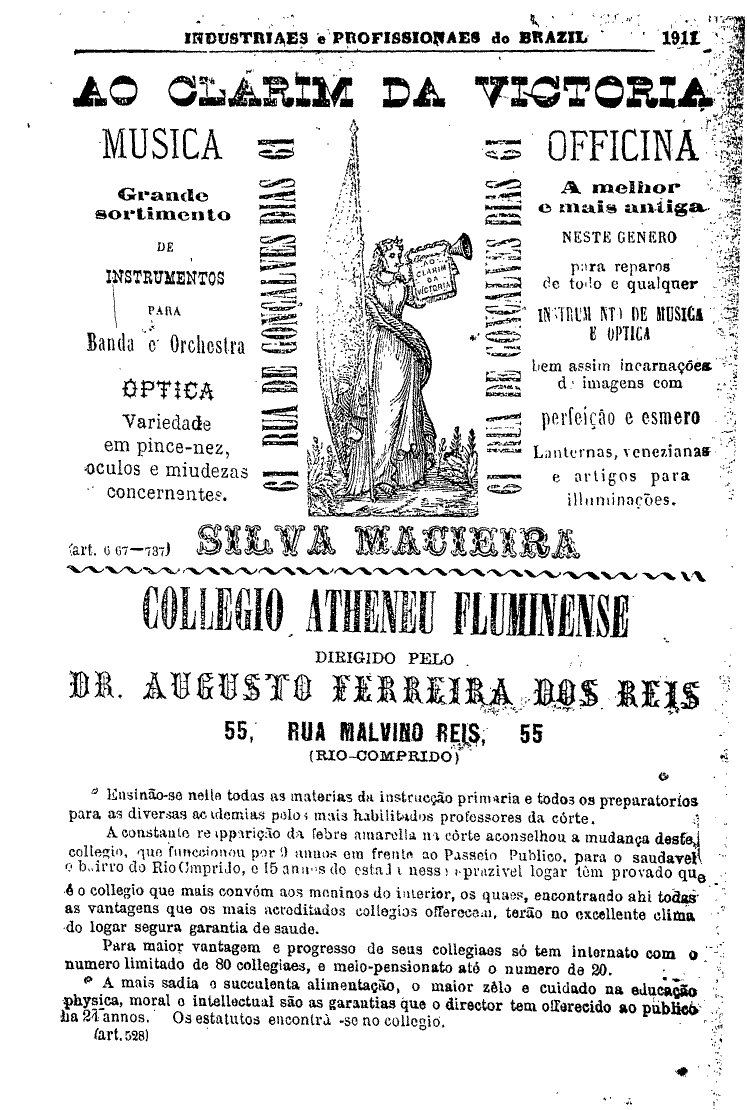 INDUSTRIAES e PROFISSIONAES do BRAZIL 1911
AO CLARIM DA VICTORIA
MUSICA
Grande
sortimento
DE
INSTRUMENTOS
PARA
Banda e Orchestra
OPTICA
Variedade
em pince-nez,
oculos e miudezas
concernentes.
61 RUA DE GONÇALVES DIAS 61
AO
CLARIM
DA
VICTORIA
61 RUA DE GONÇALVES DIAS 61
OFFICINA
A melhor
e mais antiga
NESTE GENERO
para reparos
de todo e qualquer
INSTRUM NTO DE MUSICA
E OPTICA
bem assim incarnações
de imagens com
perfeição e esmero
Lanternas, venezianas
e artigos para
illuminações.
(art. 667—737) SILVA MACIEIRA
COLLEGIO ATHENEU FLUMINENSE
DIRIGIDO PELO
DR. AUGUSTO FERREIRA DOS REIS
55, RUA MALVINO REIS, 55
(RIO-COMPRIDO)
Ensinão-se nelle todas as materias da instrucção primaria e todos os preparatorios
para as diversas academias pelos mais habilitados professores da côrte.
A constante reapparição da febre amarella na côrte aconselhou a mudança deste
collegio, que funccionou por 9 annos em frente ao Passeio Publico, para o saudavel
e bairro do Rio Comprido, e 15 annos de estada nesse aprazivel logar têm provado que
é o collegio que mais convém aos meninos do interior, os quaes, encontrando ahi todas
as vantagens que os mais acreditados collegios offerecem, terão no excellente clima
do logar segura garantia de saude.
Para maior vantagem e progresso de seus collegiaes só tem internato com o
numero limitado de 80 collegiaes, e meio-pensionato até o numero de 20.
A mais sadia e succulenta alimentação, o maior zêlo e cuidado na educação
physica, moral e intellectual são as garantias que o director tem offerecido ao publico
ha 24 annos. Os estatutos encontrã -se no collegio.
(art. 528)